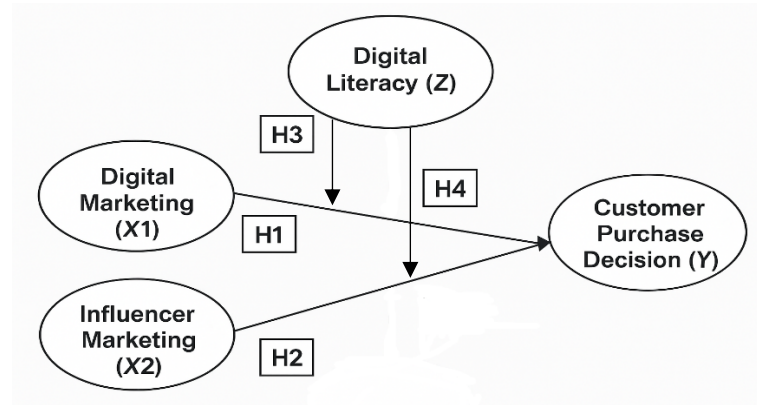 Digital
Literacy (Z)
H3
Digital
Marketing
(X1)
H4
H1
Customer
Purchase
Decision (Y)
Influencer
Marketing
(X2)
H2